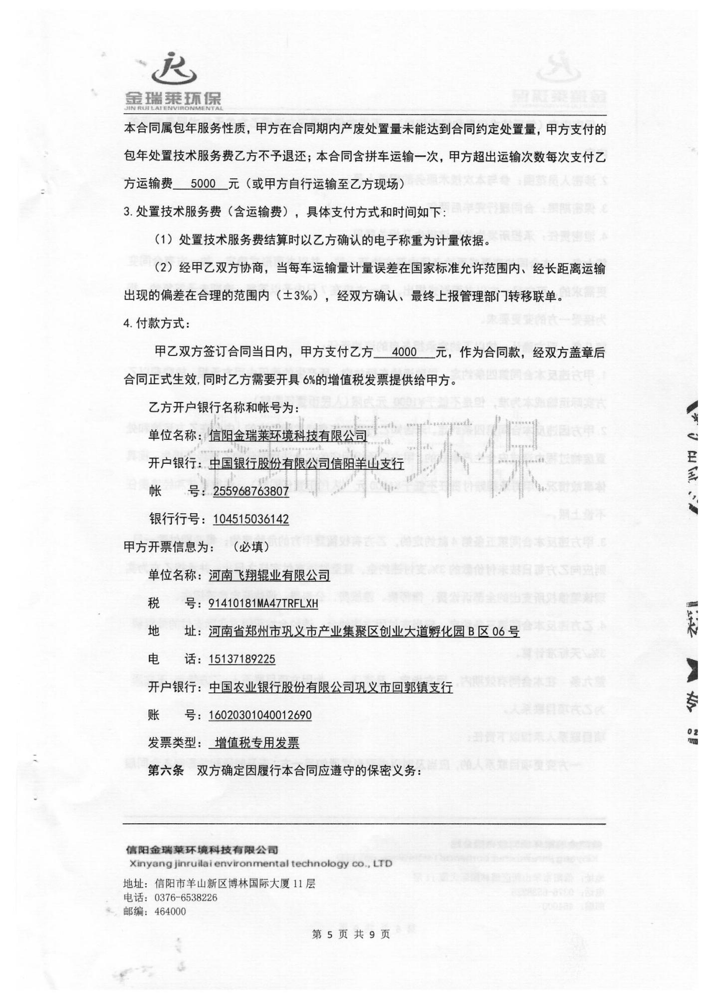 金瑞莱环保
JIN RUI LAI ENVIRONMENTAL
本合同属包年服务性质，甲方在合同期内产废处置量未能达到合同约定处置量，甲方支付的
包年处置技术服务费乙方不予退还；本合同含拼车运输一次，甲方超出运输次数每次支付乙
方运输费 5000 元（或甲方自行运输至乙方现场）
3.处置技术服务费（含运输费），具体支付方式和时间如下：
（1）处置技术服务费结算时以乙方确认的电子称重为计量依据。
（2）经甲乙双方协商，当每车运输量计量误差在国家标准允许范围内、经长距离运输
出现的偏差在合理的范围内（±3‰），经双方确认、最终上报管理部门转移联单。
4.付款方式：
甲乙双方签订合同当日内，甲方支付乙方 4000 元，作为合同款，经双方盖章后
合同正式生效,同时乙方需要开具6%的增值税发票提供给甲方。
乙方开户银行名称和帐号为：
单位名称：信阳金瑞莱环境科技有限公司
开户银行：中国银行股份有限公司信阳羊山支行
帐 号：255968763807
银行行号：104515036142
甲方开票信息为：（必填）
单位名称：河南飞翔辊业有限公司
税 号：91410181MA47TRFLXH
地 址：河南省郑州市巩义市产业集聚区创业大道孵化园B区06号
电 话：15137189225
开户银行：中国农业银行股份有限公司巩义市回郭镇支行
账 号：16020301040012690
发票类型： 增值税专用发票
第六条 双方确定因履行本合同应遵守的保密义务：
信阳金瑞莱环境科技有限公司
Xinyang jinruilai environmental technology co., LTD
地址：信阳市羊山新区博林国际大厦11层
电话：0376-6538226
邮编：464000
第 5 页 共 9 页